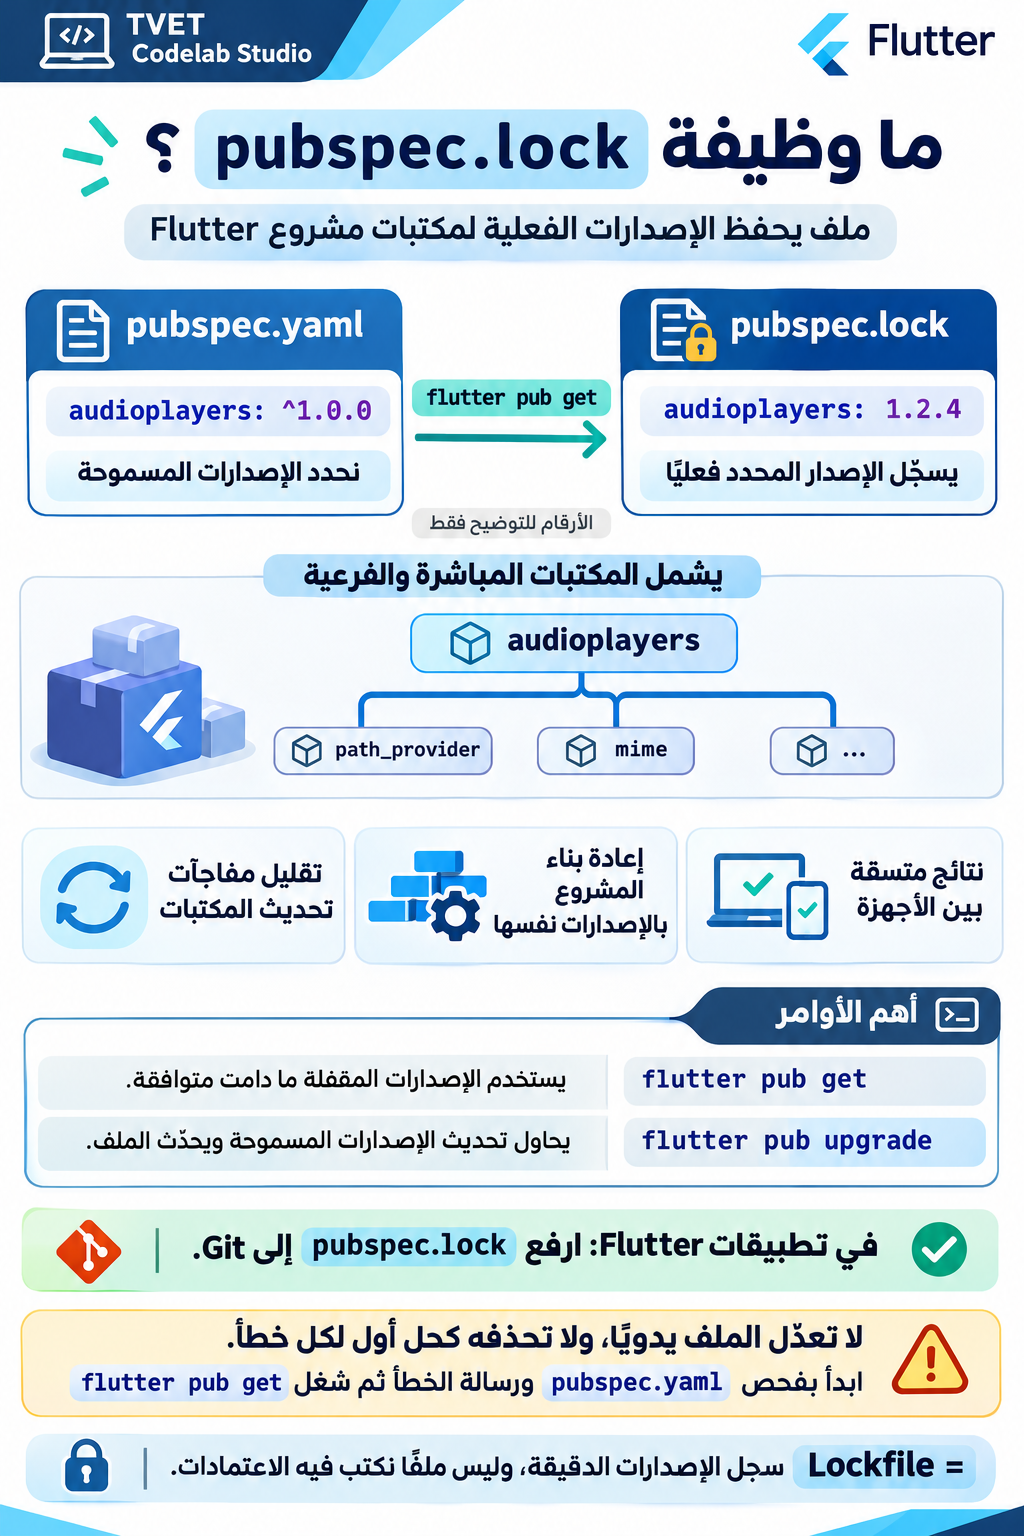 TVET
Codelab Studio
Flutter
ما وظيفة pubspec.lock ؟
ملف يحفظ الإصدارات الفعلية لمكتبات مشروع Flutter
pubspec.yaml
audioplayers: ^1.0.0
نحدد الإصدارات المسموحة
flutter pub get
pubspec.lock
audioplayers: 1.2.4
يسجّل الإصدار المحدد فعليًا
الأرقام للتوضيح فقط
يشمل المكتبات المباشرة والفرعية
audioplayers
path_provider
mime
...
نتائج متسقة
بين الأجهزة
إعادة بناء
المشروع
بالإصدارات نفسها
تقليل مفاجآت
تحديث المكتبات
أهم الأوامر
flutter pub get
يستخدم الإصدارات المقفلة ما دامت متوافقة.
flutter pub upgrade
يحاول تحديث الإصدارات المسموحة ويحدّث الملف.
في تطبيقات Flutter: ارفع pubspec.lock إلى Git.
لا تعدّل الملف يدويًا، ولا تحذفه كحل أول لكل خطأ.
ابدأ بفحص pubspec.yaml ورسالة الخطأ ثم شغل flutter pub get
Lockfile = سجل الإصدارات الدقيقة، وليس ملفًا نكتب فيه الاعتمادات.